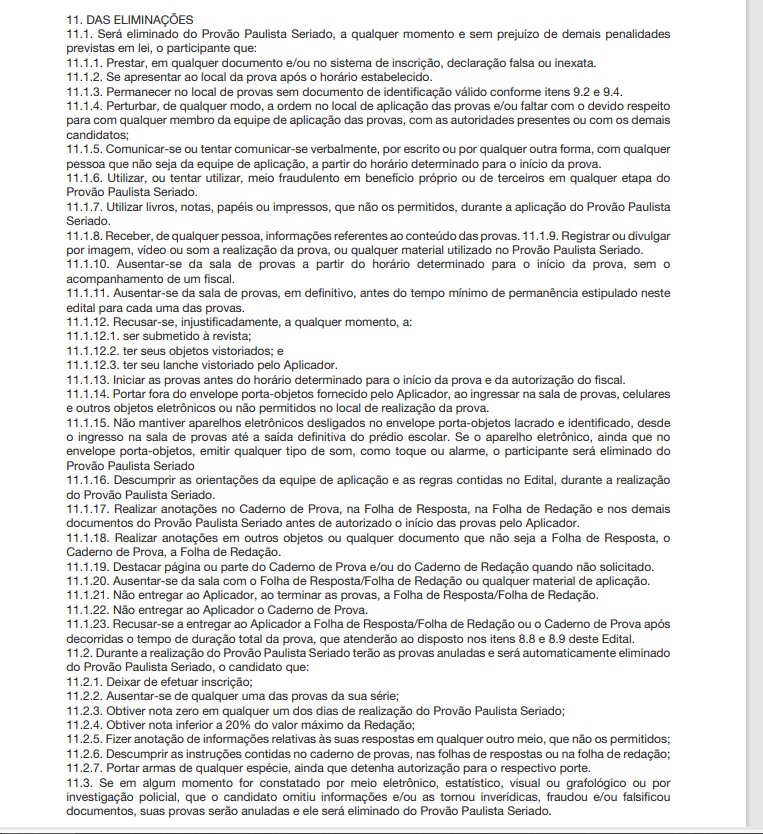 11. DAS ELIMINAÇÕES
11.1. Será eliminado do Provão Paulista Seriado, a qualquer momento e sem prejuízo de demais penalidades
previstas em lei, o participante que:
11.1.1. Prestar, em qualquer documento e/ou no sistema de inscrição, declaração falsa ou inexata.
11.1.2. Se apresentar ao local da prova após o horário estabelecido.
11.1.3. Permanecer no local de provas sem documento de identificação válido conforme itens 9.2 e 9.4.
11.1.4. Perturbar, de qualquer modo, a ordem no local de aplicação das provas e/ou faltar com o devido respeito
para com qualquer membro da equipe de aplicação das provas, com as autoridades presentes ou com os demais
candidatos;
11.1.5. Comunicar-se ou tentar comunicar-se verbalmente, por escrito ou por qualquer outra forma, com qualquer
pessoa que não seja da equipe de aplicação, a partir do horário determinado para o início da prova.
11.1.6. Utilizar, ou tentar utilizar, meio fraudulento em benefício próprio ou de terceiros em qualquer etapa do
Provão Paulista Seriado.
11.1.7. Utilizar livros, notas, papéis ou impressos, que não os permitidos, durante a aplicação do Provão Paulista
Seriado.
11.1.8. Receber, de qualquer pessoa, informações referentes ao conteúdo das provas. 11.1.9. Registrar ou divulgar
por imagem, vídeo ou som a realização da prova, ou qualquer material utilizado no Provão Paulista Seriado.
11.1.10. Ausentar-se da sala de provas a partir do horário determinado para o início da prova, sem o
acompanhamento de um fiscal.
11.1.11. Ausentar-se da sala de provas, em definitivo, antes do tempo mínimo de permanência estipulado neste
edital para cada uma das provas.
11.1.12. Recusar-se, injustificadamente, a qualquer momento, a:
11.1.12.1. ser submetido à revista;
11.1.12.2. ter seus objetos vistoriados; e
11.1.12.3. ter seu lanche vistoriado pelo Aplicador.
11.1.13. Iniciar as provas antes do horário determinado para o início da prova e da autorização do fiscal.
11.1.14. Portar fora do envelope porta-objetos fornecido pelo Aplicador, ao ingressar na sala de provas, celulares
e outros objetos eletrônicos ou não permitidos no local de realização da prova.
11.1.15. Não mantiver aparelhos eletrônicos desligados no envelope porta-objetos lacrado e identificado, desde
o ingresso na sala de provas até a saída definitiva do prédio escolar. Se o aparelho eletrônico, ainda que no
envelope porta-objetos, emitir qualquer tipo de som, como toque ou alarme, o participante será eliminado do
Provão Paulista Seriado
11.1.16. Descumprir as orientações da equipe de aplicação e as regras contidas no Edital, durante a realização
do Provão Paulista Seriado.
11.1.17. Realizar anotações no Caderno de Prova, na Folha de Resposta, na Folha de Redação e nos demais
documentos do Provão Paulista Seriado antes de autorizado o início das provas pelo Aplicador.
11.1.18. Realizar anotações em outros objetos ou qualquer documento que não seja a Folha de Resposta, o
Caderno de Prova, a Folha de Redação.
11.1.19. Destacar página ou parte do Caderno de Prova e/ou do Caderno de Redação quando não solicitado.
11.1.20. Ausentar-se da sala com o Folha de Resposta/Folha de Redação ou qualquer material de aplicação.
11.1.21. Não entregar ao Aplicador, ao terminar as provas, a Folha de Resposta/Folha de Redação.
11.1.22. Não entregar ao Aplicador o Caderno de Prova.
11.1.23. Recusar-se a entregar ao Aplicador a Folha de Resposta/Folha de Redação ou o Caderno de Prova após
decorridas o tempo de duração total da prova, que atenderão ao disposto nos itens 8.8 e 8.9 deste Edital.
11.2. Durante a realização do Provão Paulista Seriado terão as provas anuladas e será automaticamente eliminado
do Provão Paulista Seriado, o candidato que:
11.2.1. Deixar de efetuar inscrição;
11.2.2. Ausentar-se de qualquer uma das provas da sua série;
11.2.3. Obtiver nota zero em qualquer um dos dias de realização do Provão Paulista Seriado;
11.2.4. Obtiver nota inferior a 20% do valor máximo da Redação;
11.2.5. Fizer anotação de informações relativas às suas respostas em qualquer outro meio, que não os permitidos;
11.2.6. Descumprir as instruções contidas no caderno de provas, nas folhas de respostas ou na folha de redação;
11.2.7. Portar armas de qualquer espécie, ainda que detenha autorização para o respectivo porte.
11.3. Se em algum momento for constatado por meio eletrônico, estatístico, visual ou grafológico ou por
investigação policial, que o candidato omitiu informações e/ou as tornou inverídicas, fraudou e/ou falsificou
documentos, suas provas serão anuladas e ele será eliminado do Provão Paulista Seriado.